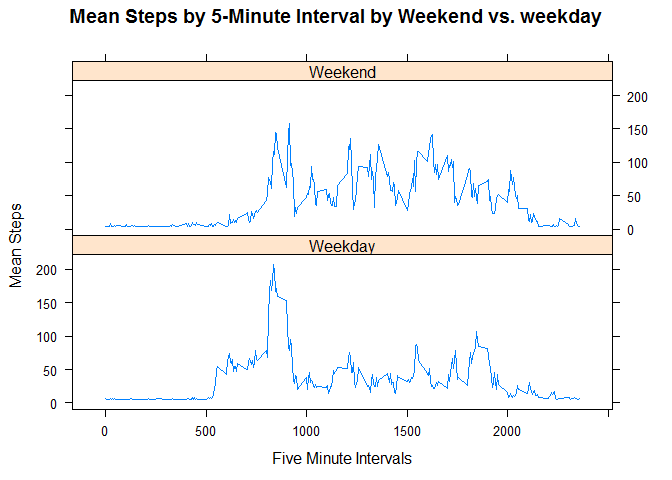 Mean Steps by 5-Minute Interval by Weekend vs. weekday
Weekend
200
150
100
50
0
Mean Steps
Weekday
200
150
100
50
0
0 500 1000 1500 2000
Five Minute Intervals